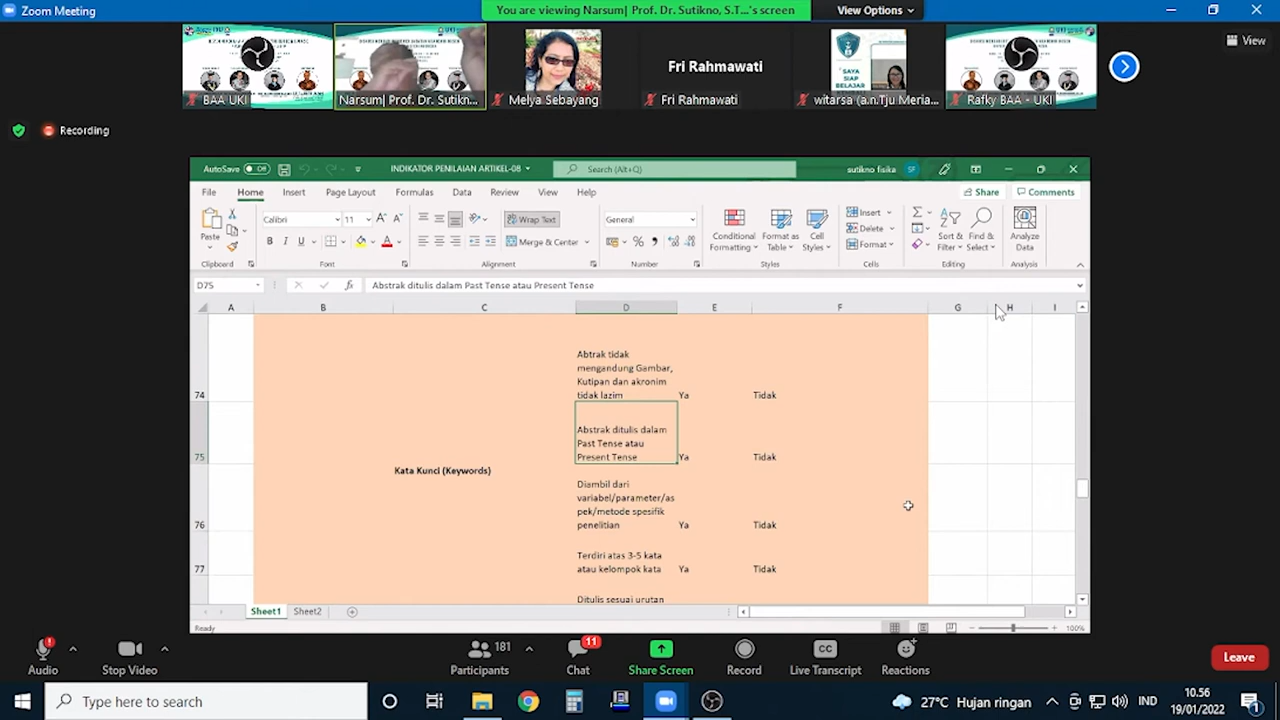 Zoom Meeting
You are viewing Narsum| Prof. Dr. Sutikno, S.T...'s screen
View Options
View
BAA UKI
Narsum| Prof. Dr. Sutikn...
Melya Sebayang
Fri Rahmawati
Fri Rahmawati
SAYA
SIAP
BELAJAR
witarsa (a.n.Tju Meria...
Rafky BAA - UKI
Recording
AutoSave Off
INDIKATOR PENILAIAN ARTIKEL-08
Search (Alt+Q)
sutikno fisika SF
File Home Insert Page Layout Formulas Data Review View Help
Share Comments
Paste
Calibri 11
B I U
Wrap Text
Merge & Center
General
Conditional
Formatting
Format as
Table
Cell
Styles
Insert
Delete
Format
Sort &
Filter
Find &
Select
Analyze
Data
Clipboard Font Alignment Number Styles Cells Editing Analysis
D75 fx Abstrak ditulis dalam Past Tense atau Present Tense
A B C D E F G H I
Abtrak tidak
mengandung Gambar,
Kutipan dan akronim
74 tidak lazim Ya Tidak
Abstrak ditulis dalam
Past Tense atau
75 Present Tense Ya Tidak
Kata Kunci (Keywords)
Diambil dari
variabel/parameter/as
pek/metode spesifik
76 penelitian Ya Tidak
Terdiri atas 3-5 kata
77 atau kelompok kata Ya Tidak
Ditulis sesuai urutan
Sheet1 Sheet2
Ready
100%
Audio
Stop Video
Participants 181
Chat 11
Share Screen
Record
CC
Live Transcript
Reactions
Leave
Type here to search
27°C Hujan ringan
IND
10.56
19/01/2022
1